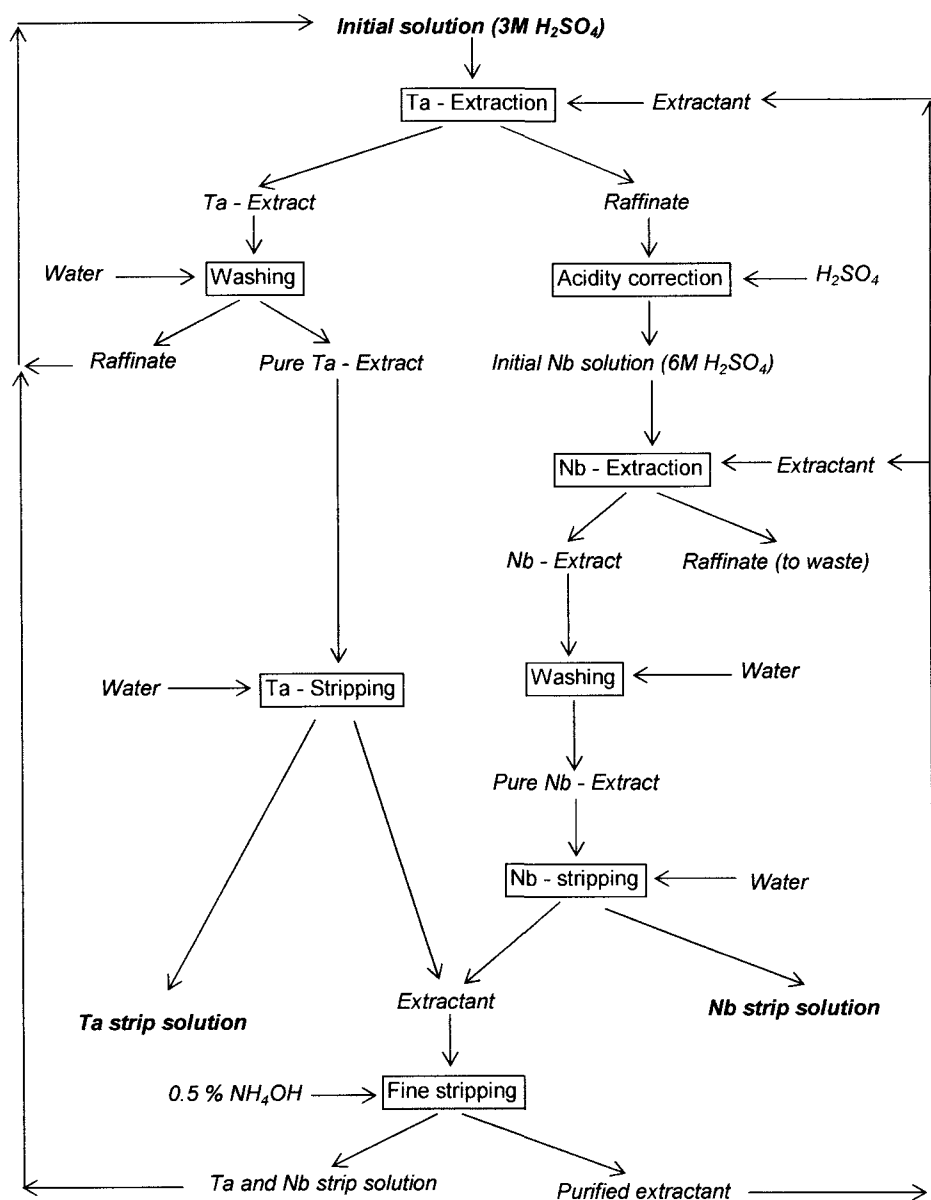 Initial solution (3M H₂SO₄)
Ta - Extraction
Extractant
Ta - Extract
Raffinate
Water
Washing
Acidity correction
H₂SO₄
Raffinate
Pure Ta - Extract
Initial Nb solution (6M H₂SO₄)
Nb - Extraction
Extractant
Nb - Extract
Raffinate (to waste)
Water
Ta - Stripping
Washing
Water
Pure Nb - Extract
Nb - stripping
Water
Extractant
Ta strip solution
Nb strip solution
0.5 % NH₄OH
Fine stripping
Ta and Nb strip solution
Purified extractant